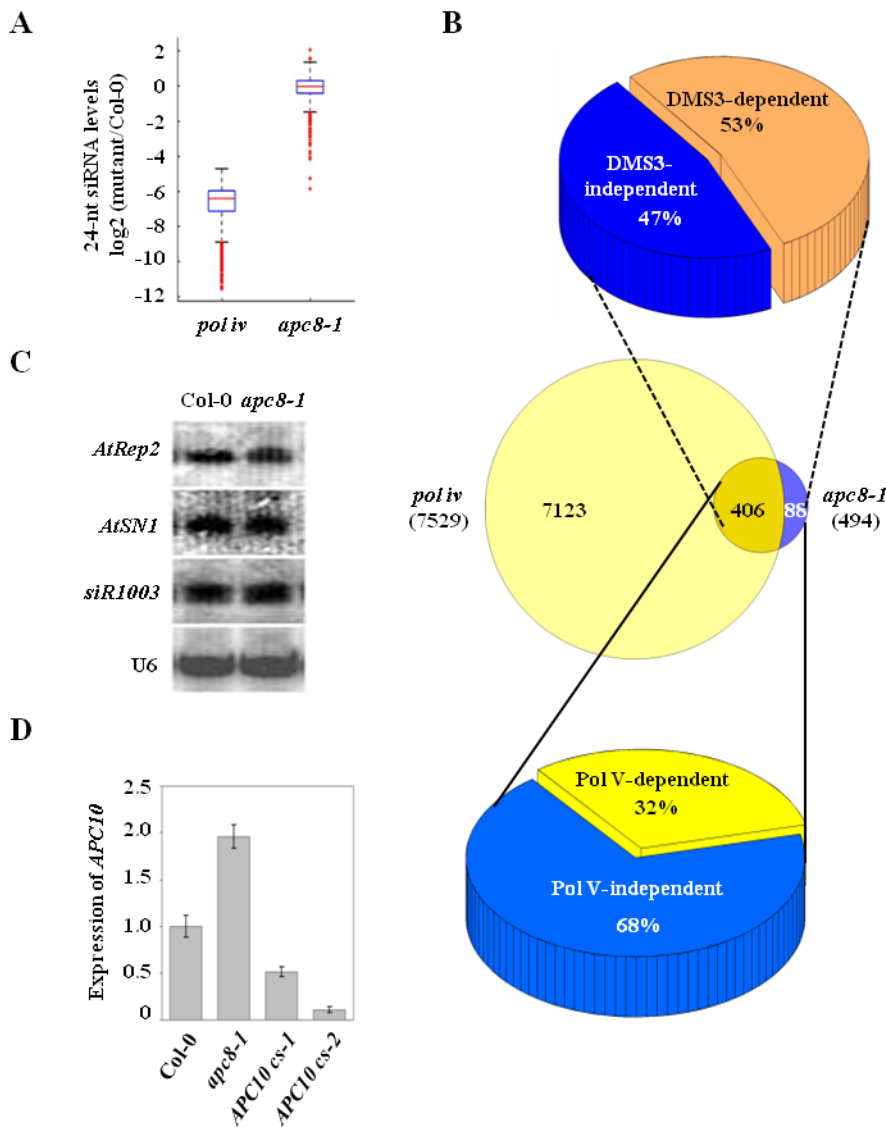 A
24-nt siRNA levels
log2 (mutant/Col-0)
2
0
-2
-4
-6
-8
-10
-12
pol iv
apc8-1
B
DMS3-dependent
53%
DMS3-
independent
47%
pol iv
(7529)
7123
406
88
apc8-1
(494)
Pol V-dependent
32%
Pol V-independent
68%
C
Col-0 apc8-1
AtRep2
AtSN1
siR1003
U6
D
Expression of APC10
2.5
2.0
1.0
0.5
0
Col-0
apc8-1
APC10 cs-1
APC10 cs-2